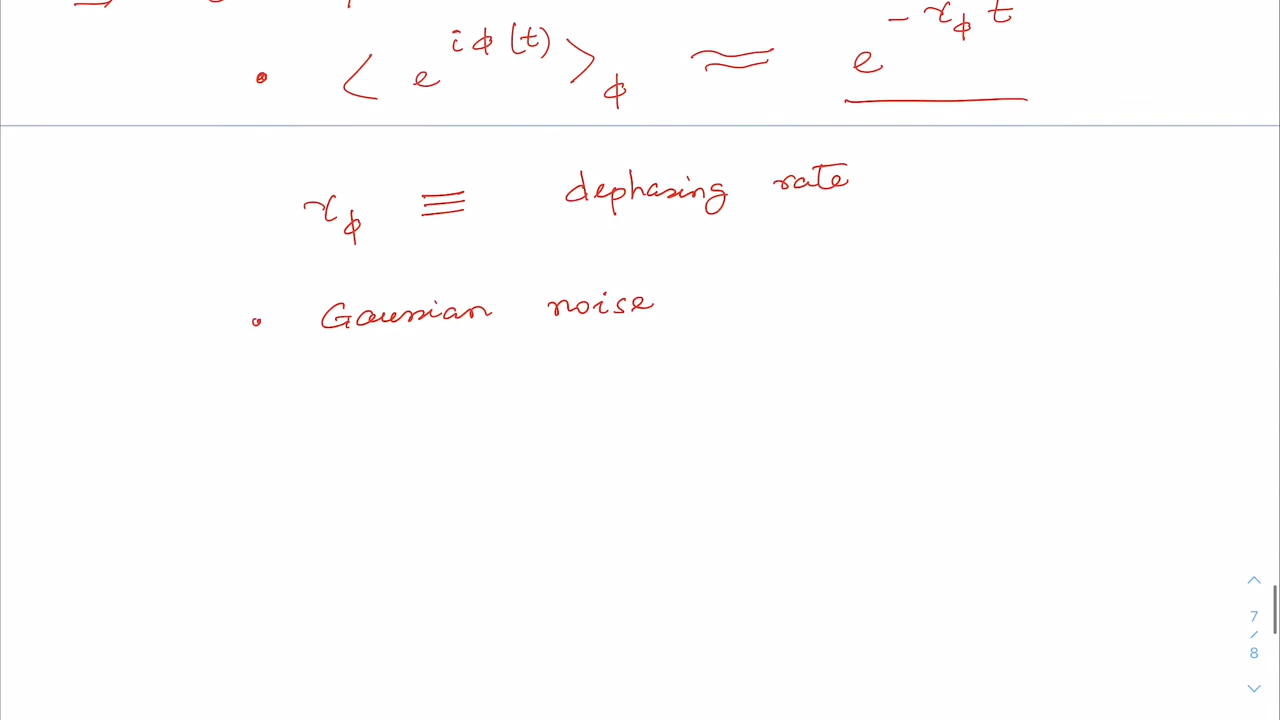 • < e^{iφ(t)} >_φ ≈ e^{-γ_φ t}
γ_φ ≡ dephasing rate
• Gaussian noise
7
/
8